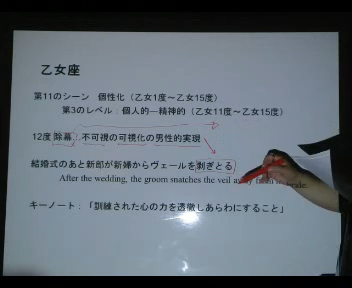 乙女座
第11のシーン 個性化（乙女1度～乙女15度）
第3のレベル：個人的―精神的（乙女11度～乙女15度）
12度 除幕：不可視の可視化の男性的実現
結婚式のあと新郎が新婦からヴェールを剥ぎとる
After the wedding, the groom snatches the veil away from bride
キーノート：「訓練された心の力を透徹しあらわにすること」